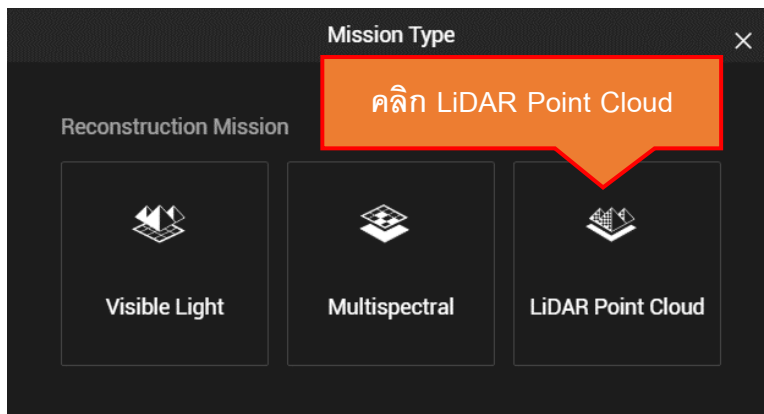 Mission Type
คลิก LiDAR Point Cloud
Reconstruction Mission
Visible Light
Multispectral
LiDAR Point Cloud